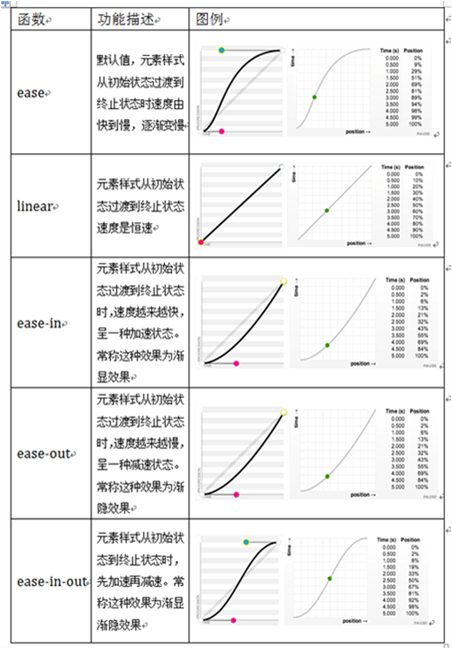 函数 功能描述 图例
ease
默认值，元素样式
从初始状态过渡到
终止状态时速度由
快到慢，逐渐变慢
time →
position →
Time (s) Position
0.000 0%
0.500 9%
1.000 29%
1.500 51%
2.000 69%
2.500 81%
3.000 89%
3.500 94%
4.000 98%
4.500 99%
5.000 100%
PAUSE
linear
元素样式从初始状
态过渡到终止状态
速度是恒速
time →
position →
Time (s) Position
0.000 0%
0.500 10%
1.000 20%
1.500 30%
2.000 40%
2.500 50%
3.000 60%
3.500 70%
4.000 80%
4.500 90%
5.000 100%
PAUSE
ease-in
元素样式从初始状
态过渡到终止状态
时，速度越来越快，
呈一种加速状态。
常称这种效果为渐
显效果
time →
position →
Time (s) Position
0.000 0%
0.500 2%
1.000 6%
1.500 13%
2.000 21%
2.500 32%
3.000 43%
3.500 55%
4.000 69%
4.500 84%
5.000 100%
PAUSE
ease-out
元素样式从初始状
态过渡到终止状态
时，速度越来越慢，
呈一种减速状态。
常称这种效果为渐
隐效果
time →
position →
Time (s) Position
0.000 0%
0.500 2%
1.000 6%
1.500 13%
2.000 21%
2.500 32%
3.000 43%
3.500 55%
4.000 69%
4.500 84%
5.000 100%
PAUSE
ease-in-out
元素样式从初始状
态到终止状态时，
先加速再减速。常
称这种效果为渐显
渐隐效果
time →
position →
Time (s) Position
0.000 0%
0.500 2%
1.000 8%
1.500 19%
2.000 33%
2.500 50%
3.000 67%
3.500 81%
4.000 92%
4.500 98%
5.000 100%
PAUSE